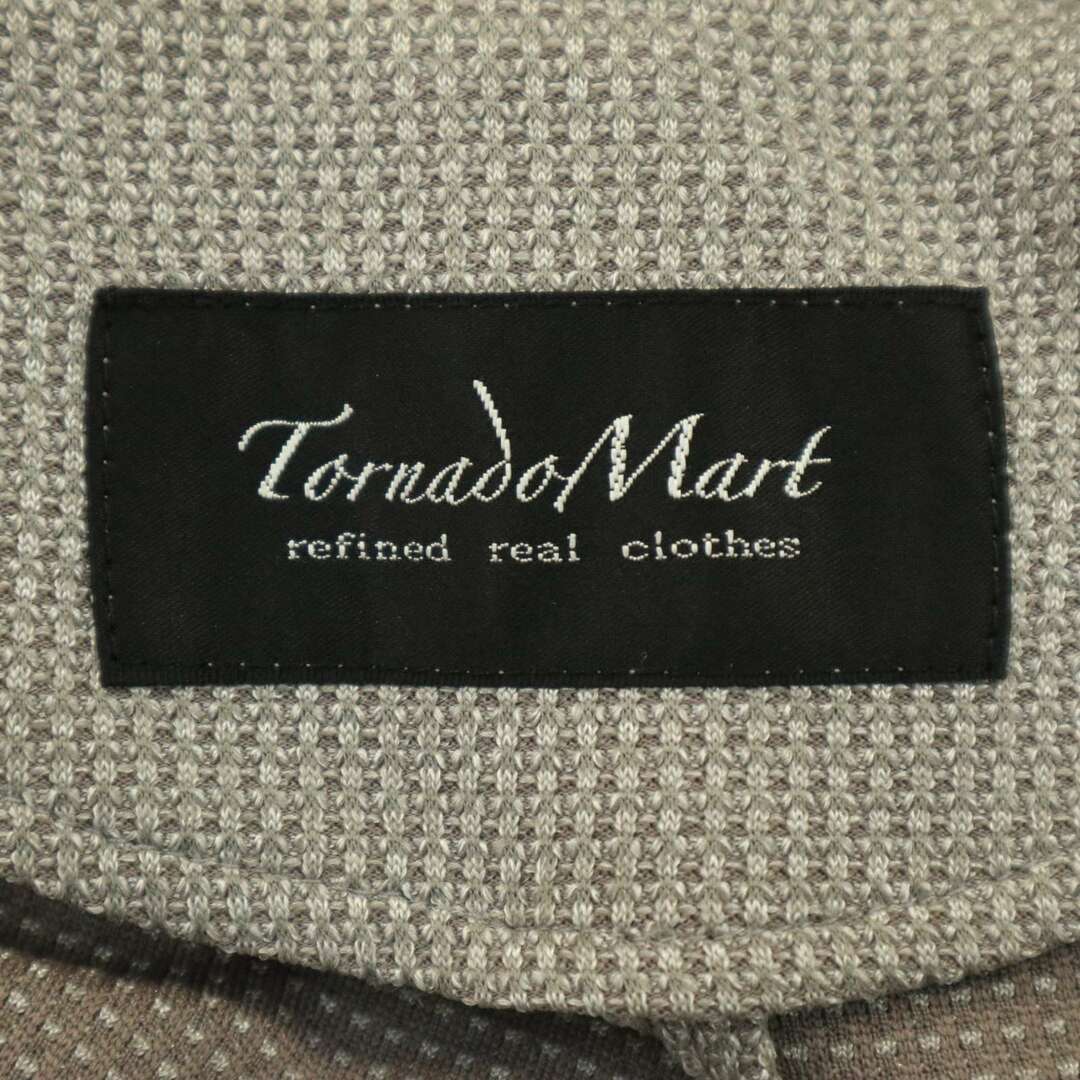 TornadoMart
refined real clothes